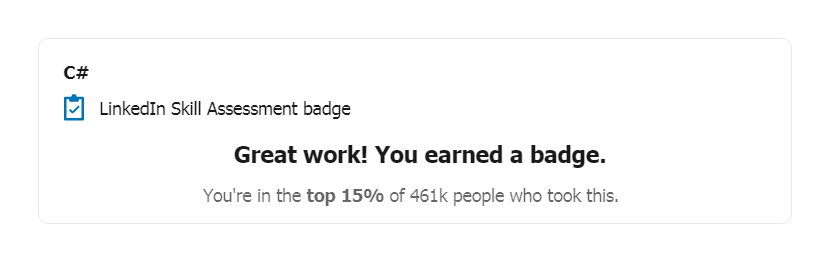 C#
LinkedIn Skill Assessment badge
Great work! You earned a badge.
You're in the top 15% of 461k people who took this.